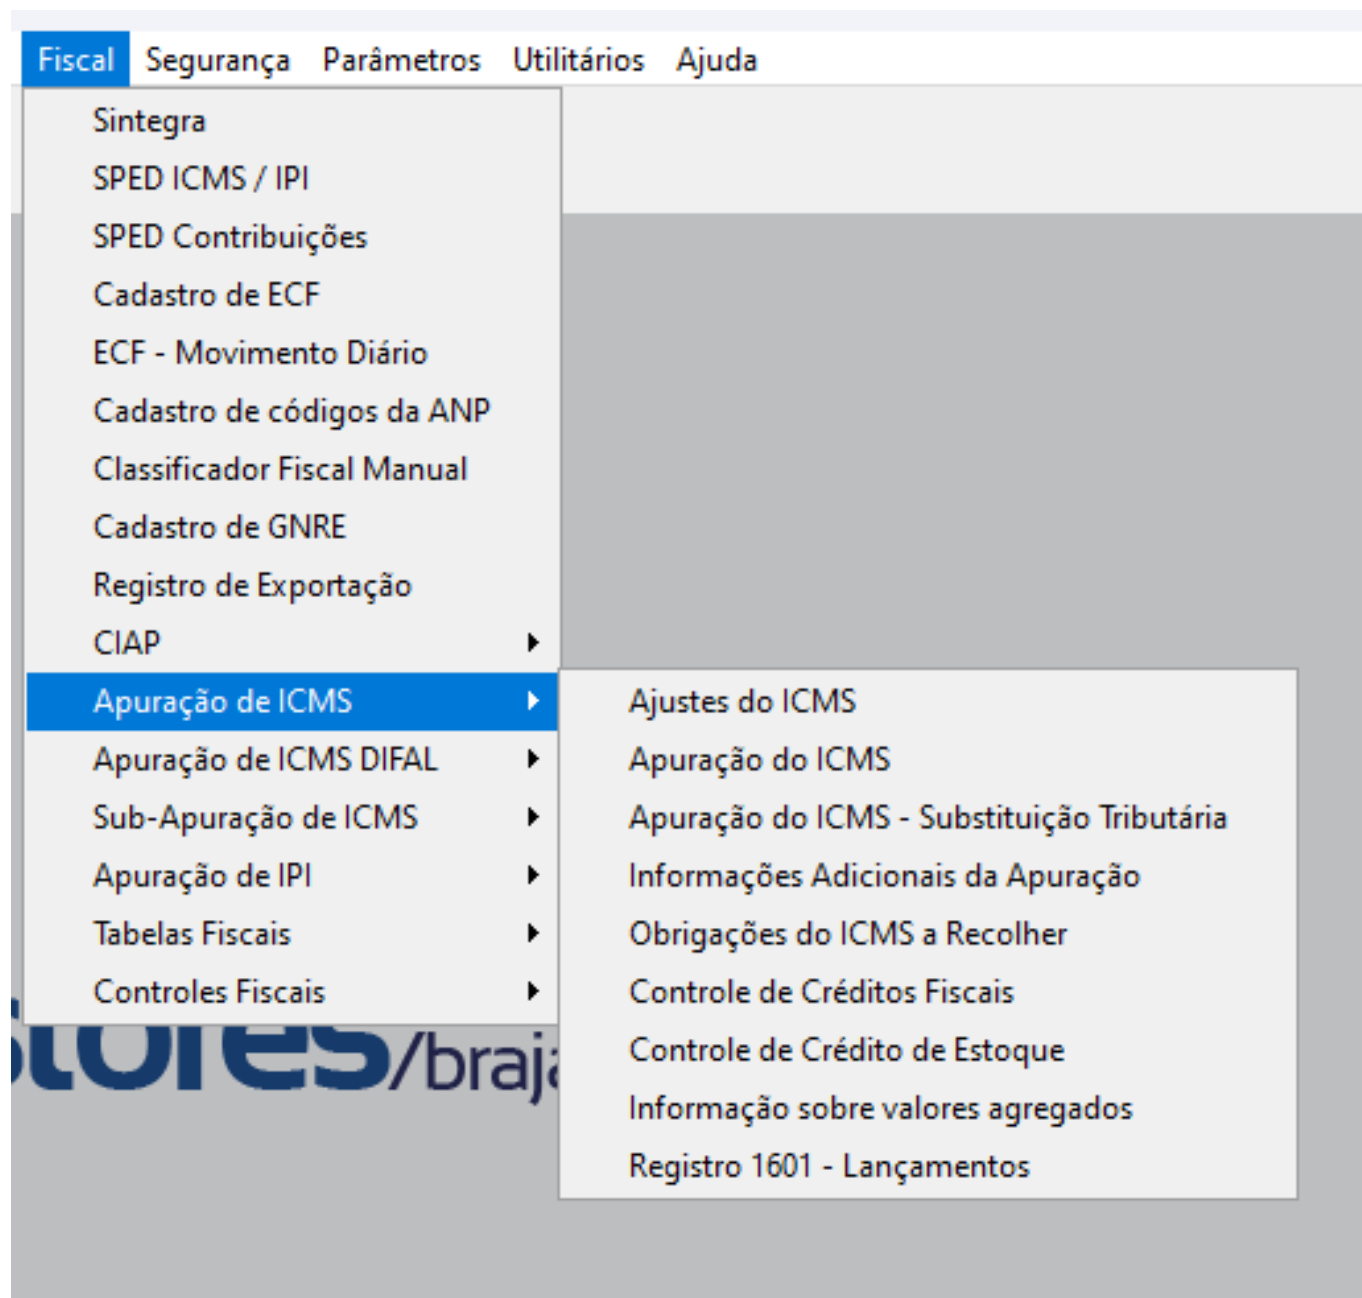 Fiscal Segurança Parâmetros Utilitários Ajuda
Sintegra
SPED ICMS / IPI
SPED Contribuições
Cadastro de ECF
ECF - Movimento Diário
Cadastro de códigos da ANP
Classificador Fiscal Manual
Cadastro de GNRE
Registro de Exportação
CIAP
Apuração de ICMS
Apuração de ICMS DIFAL
Sub-Apuração de ICMS
Apuração de IPI
Tabelas Fiscais
Controles Fiscais
Ajustes do ICMS
Apuração do ICMS
Apuração do ICMS - Substituição Tributária
Informações Adicionais da Apuração
Obrigações do ICMS a Recolher
Controle de Créditos Fiscais
Controle de Crédito de Estoque
Informação sobre valores agregados
Registro 1601 - Lançamentos